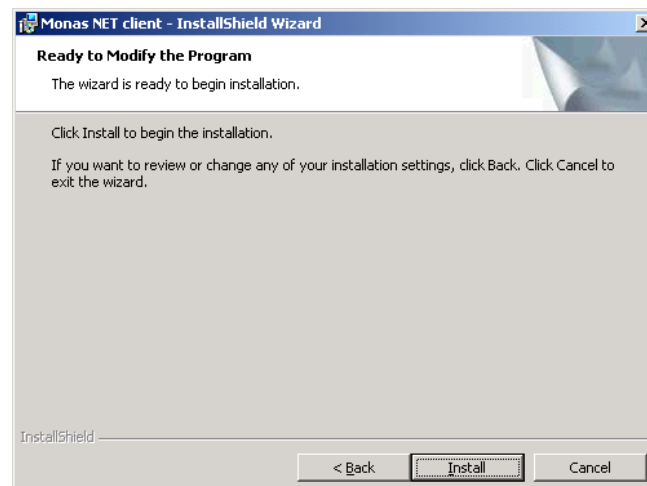 Monas NET client - InstallShield Wizard
Ready to Modify the Program
The wizard is ready to begin installation.
Click Install to begin the installation.
If you want to review or change any of your installation settings, click Back. Click Cancel to
exit the wizard.
InstallShield
< Back
Install
Cancel